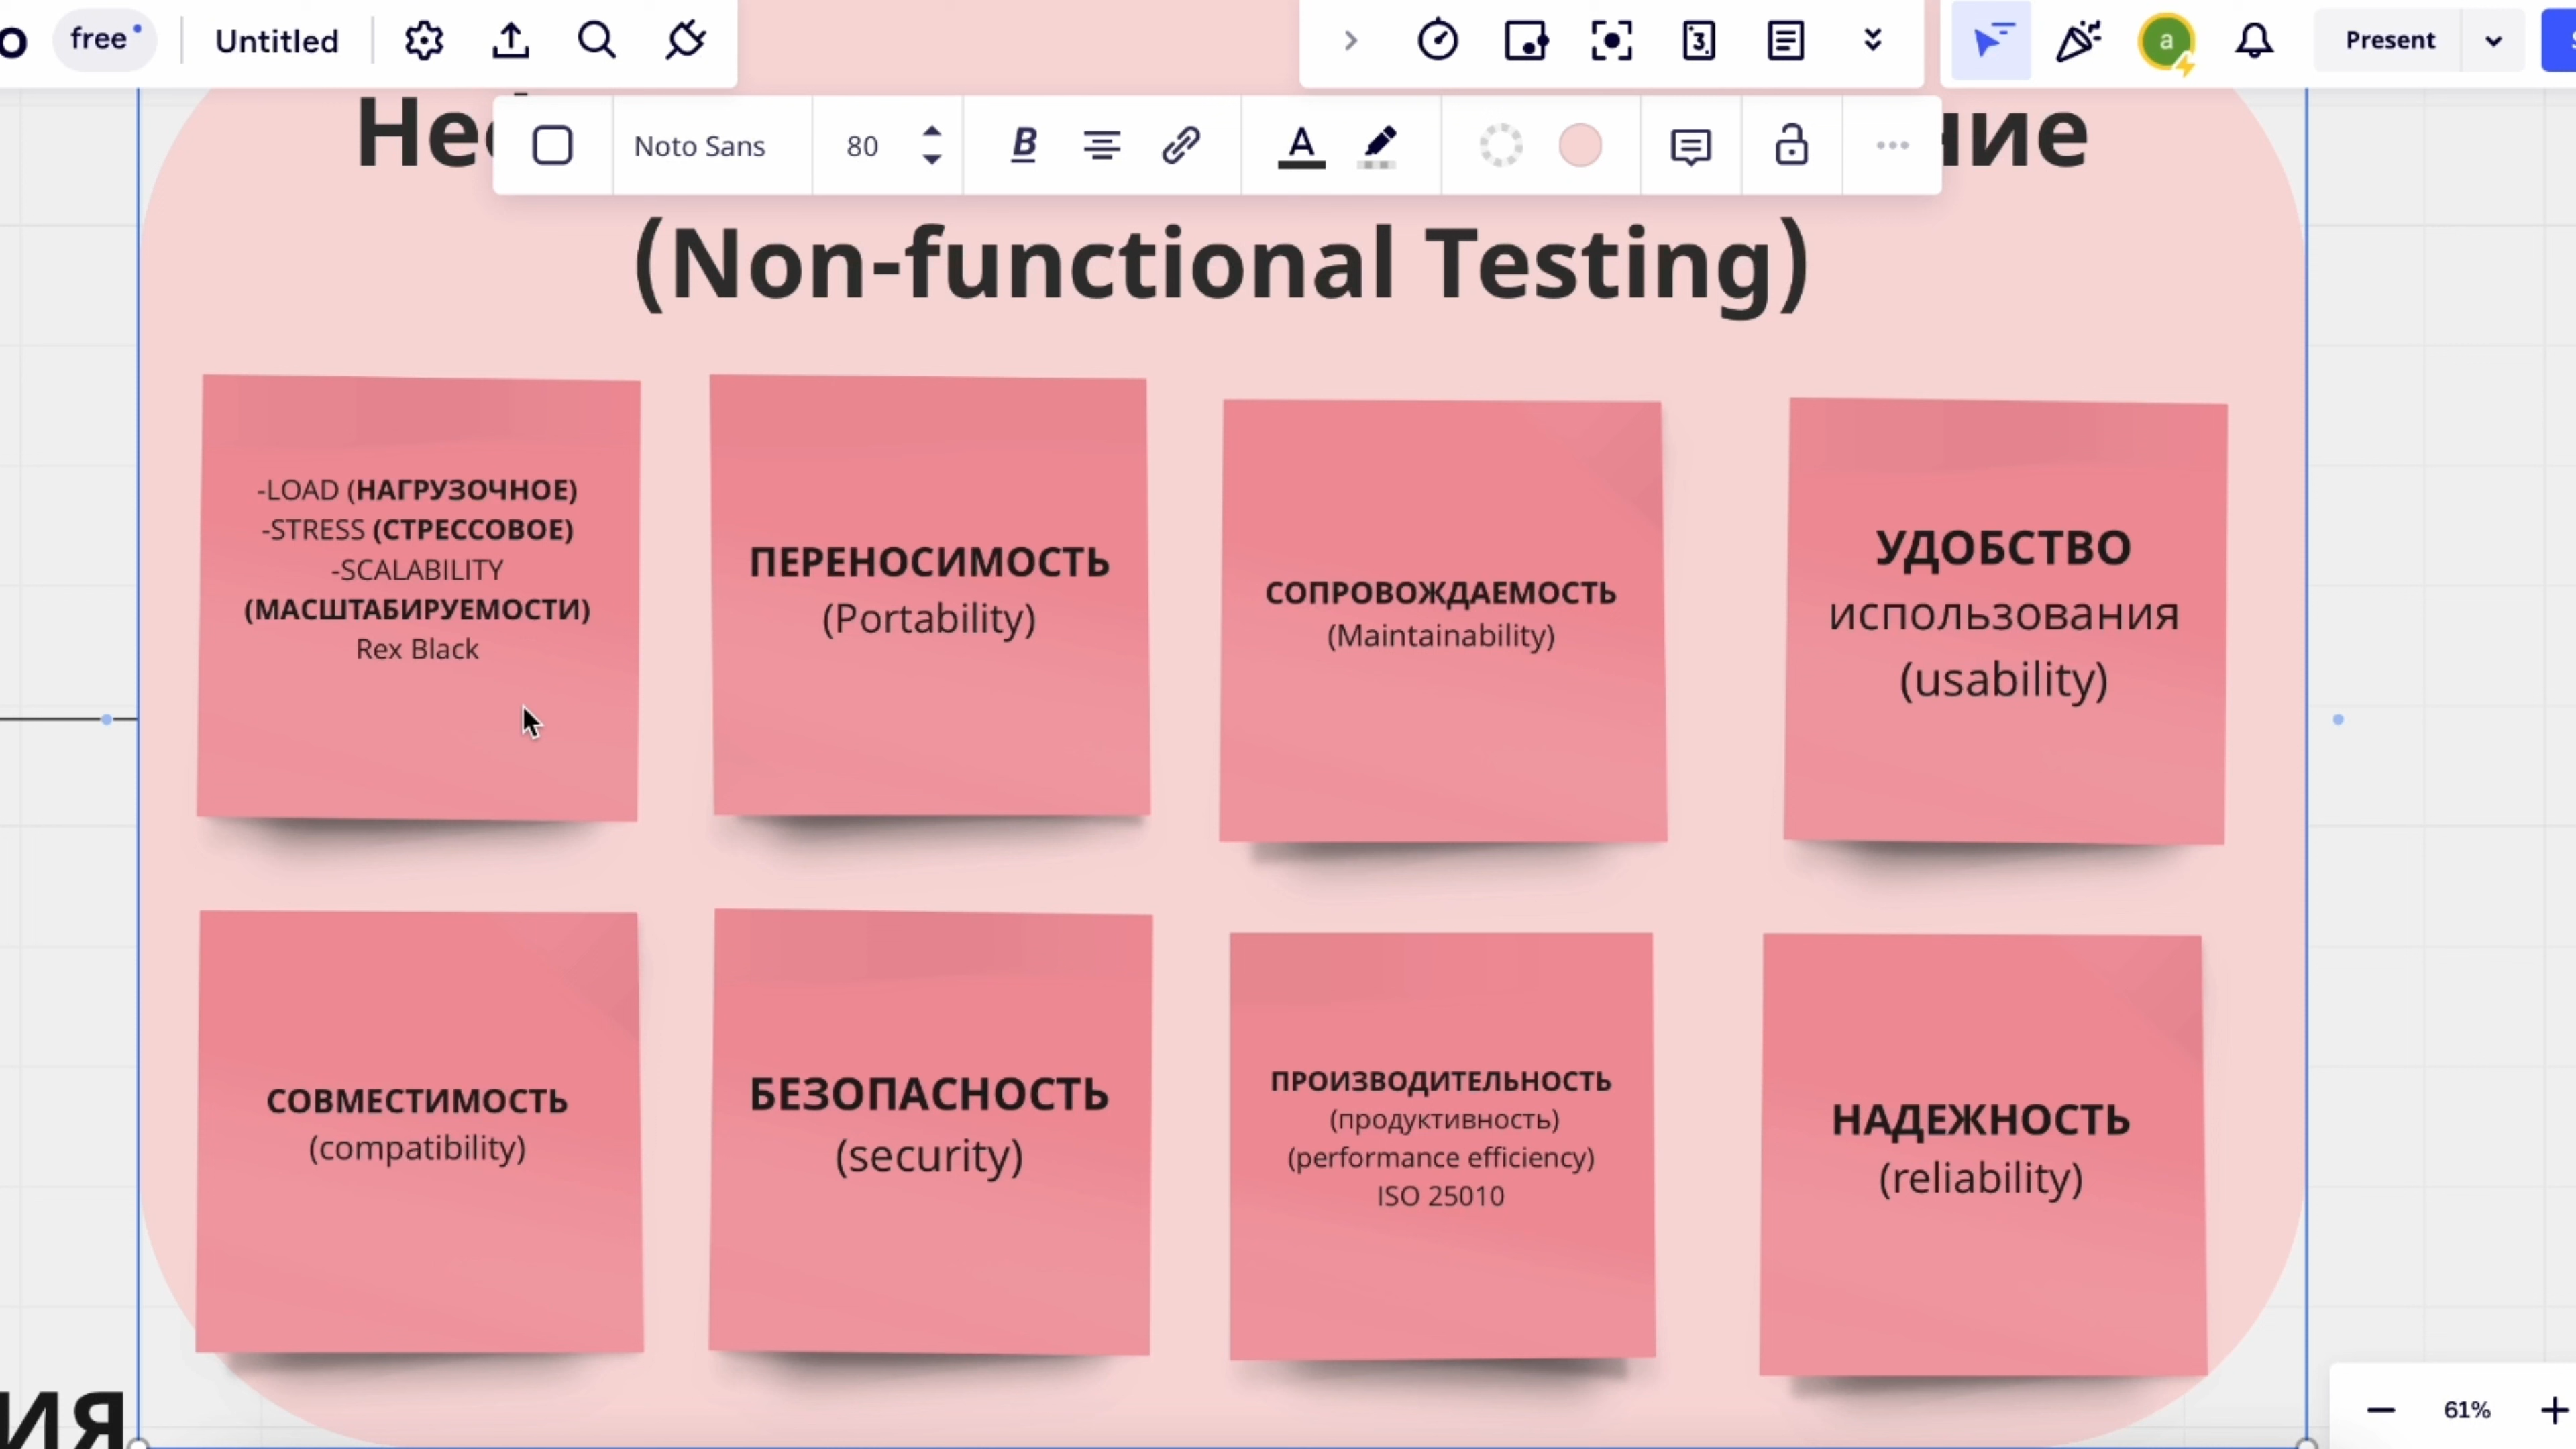 free
Untitled
Present
Noto Sans
80
B
A
a
3
(Non-functional Testing)
-LOAD (НАГРУЗОЧНОЕ)
-STRESS (СТРЕССОВОЕ)
-SCALABILITY
(МАСШТАБИРУЕМОСТИ)
Rex Black
ПЕРЕНОСИМОСТЬ
(Portability)
СОПРОВОЖДАЕМОСТЬ
(Maintainability)
УДОБСТВО
использования
(usability)
СОВМЕСТИМОСТЬ
(compatibility)
БЕЗОПАСНОСТЬ
(security)
ПРОИЗВОДИТЕЛЬНОСТЬ
(продуктивность)
(performance efficiency)
ISO 25010
НАДЕЖНОСТЬ
(reliability)
61%